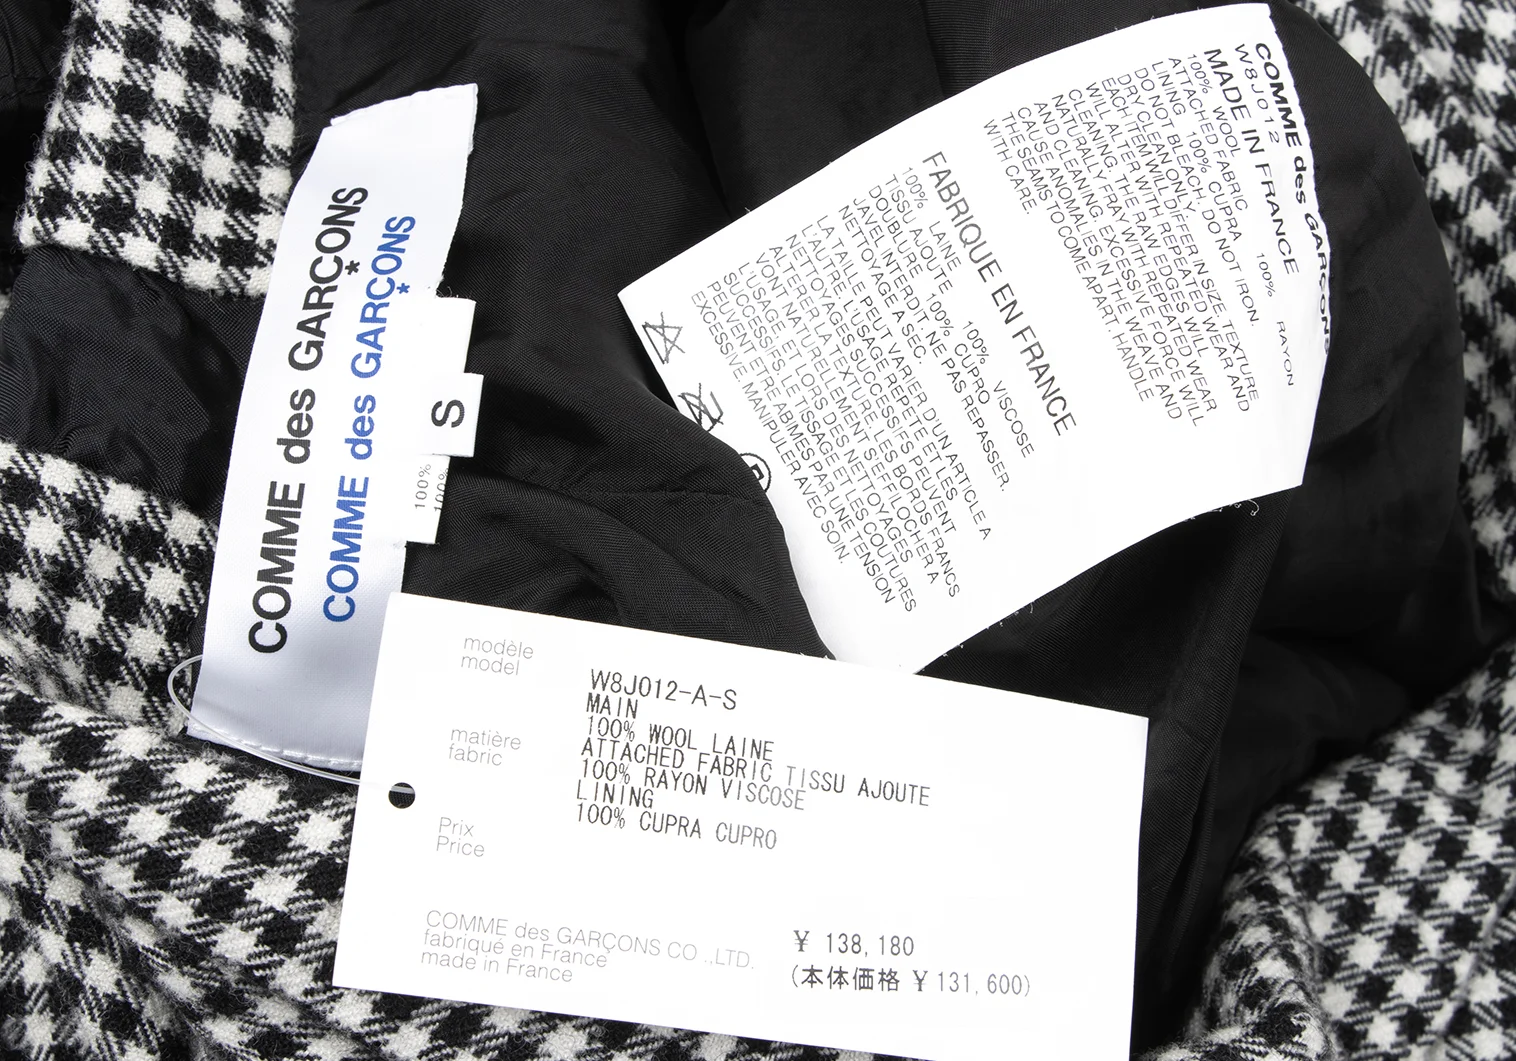 COMME des GARÇONS
COMME des GARÇONS
S
100%
100%
COMME des GARÇONS
W8J012
MADE IN FRANCE
100% WOOL
ATTACHED FABRIC 100% RAYON
LINING 100% CUPRA
DO NOT BLEACH. DO NOT IRON.
DRY CLEAN ONLY.
EACH ITEM WILL DIFFER IN SIZE. TEXTURE
WILL ALTER WITH REPEATED WEAR AND
CLEANING. THE RAW EDGES WILL
NATURALLY FRAY WITH REPEATED WEAR
AND CLEANING. EXCESSIVE FORCE WILL
CAUSE ANOMALIES IN THE WEAVE AND
THE SEAMS TO COME APART. HANDLE
WITH CARE.
FABRIQUE EN FRANCE
100% LAINE
TISSU AJOUTE 100% VISCOSE
DOUBLURE 100% CUPRO
JAVEL INTERDIT. NE PAS REPASSER.
NETTOYAGE A SEC.
LA TAILLE PEUT VARIER D'UN ARTICLE A
L'AUTRE. L'USAGE REPETE ET LES
NETTOYAGES SUCCESSIFS PEUVENT
ALTERER LA TEXTURE. LES BORDS FRANCS
VONT NATURELLEMENT S'EFFILOCHER A
L'USAGE ET LORS DES NETTOYAGES
SUCCESSIFS. LE TISSAGE ET LES COUTURES
PEUVENT ETRE ABIMES PAR UNE TENSION
EXCESSIVE MANIPULER AVEC SOIN.
modèle
model
W8J012-A-S
MAIN
100% WOOL LAINE
matière
fabric
ATTACHED FABRIC TISSU AJOUTE
100% RAYON VISCOSE
LINING
100% CUPRA CUPRO
Prix
Price
COMME des GARÇONS CO.,LTD.
fabriqué en France
made in France
¥ 138,180
(本体価格 ¥ 131,600)